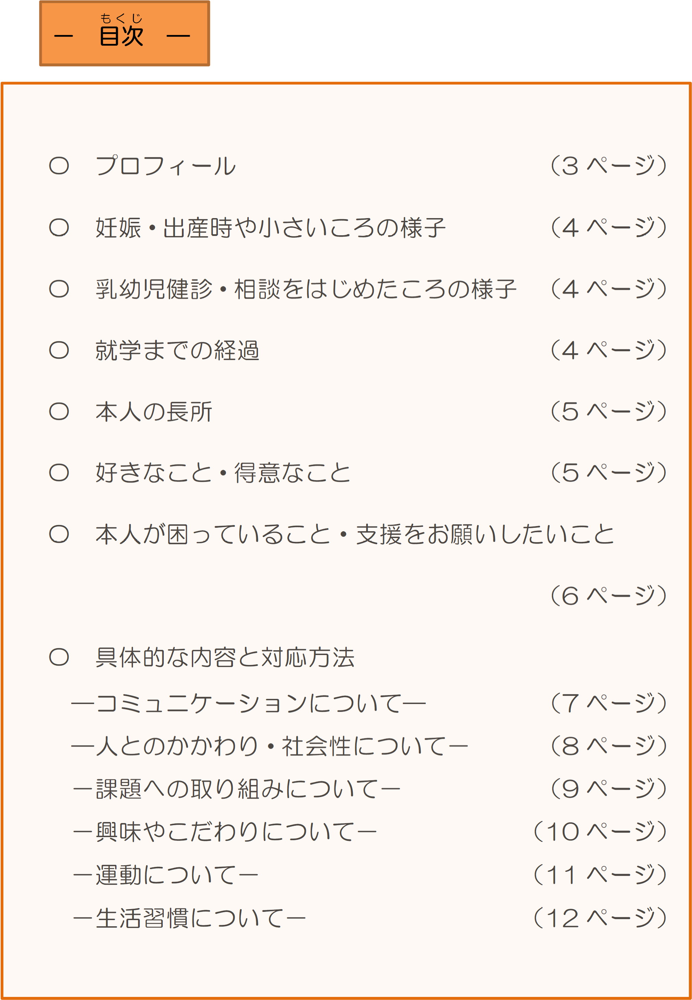 もくじ
― 目次 ―
○ プロフィール （3 ページ）
○ 妊娠・出産時や小さいころの様子 （4 ページ）
○ 乳幼児健診・相談をはじめたころの様子 （4 ページ）
○ 就学までの経過 （4 ページ）
○ 本人の長所 （5 ページ）
○ 好きなこと・得意なこと （5 ページ）
○ 本人が困っていること・支援をお願いしたいこと
（6 ページ）
○ 具体的な内容と対応方法
―コミュニケーションについて― （7 ページ）
―人とのかかわり・社会性について－ （8 ページ）
－課題への取り組みについて－ （9 ページ）
－興味やこだわりについて－ （10 ページ）
－運動について－ （11 ページ）
－生活習慣について－ （12 ページ）